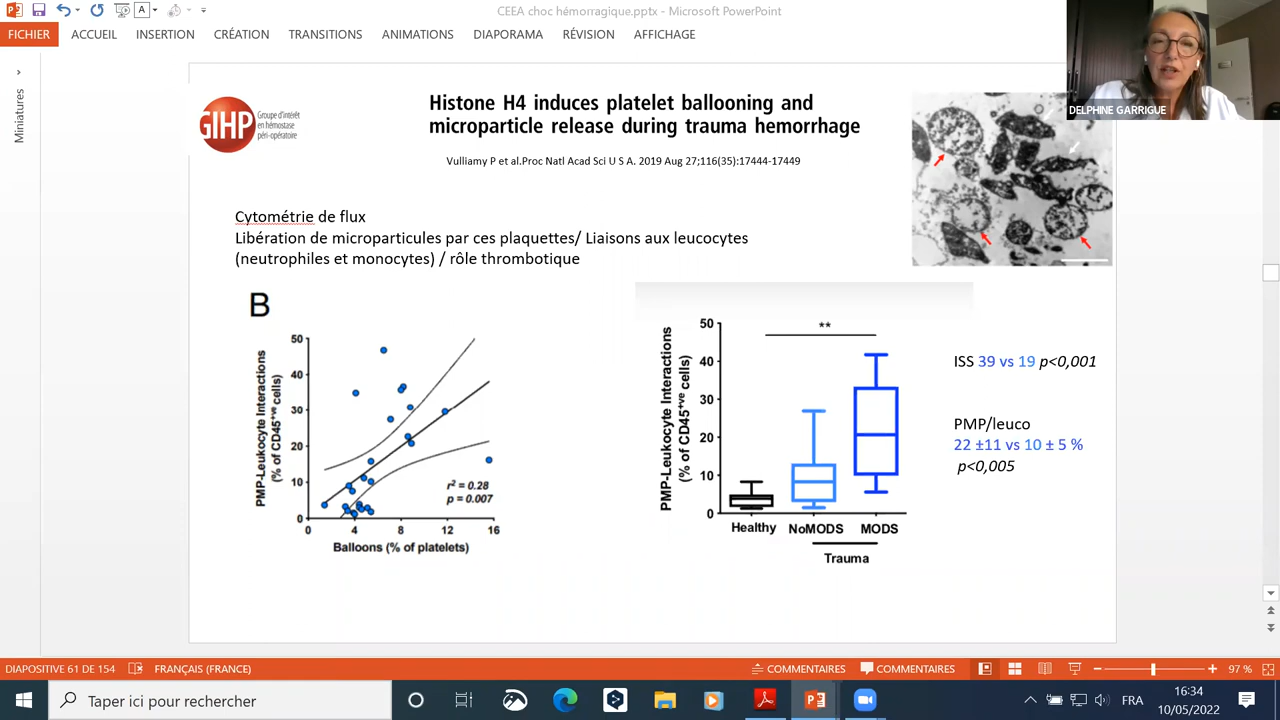 CEEA choc hémorragique.pptx - Microsoft PowerPoint
FICHIER ACCUEIL INSERTION CRÉATION TRANSITIONS ANIMATIONS DIAPORAMA RÉVISION AFFICHAGE
DELPHINE GARRIGUE
Miniatures
GIHP
Groupe d'intérêt
en hémostase
péri-opératoire
Histone H4 induces platelet ballooning and
microparticle release during trauma hemorrhage
Vulliamy P et al.Proc Natl Acad Sci U S A. 2019 Aug 27;116(35):17444-17449
Cytométrie de flux
Libération de microparticules par ces plaquettes/ Liaisons aux leucocytes
(neutrophiles et monocytes) / rôle thrombotique
B
PMP-Leukocyte Interactions
(% of CD45+ve cells)
50
40
30
20
10
0
r² = 0.28
p = 0.007
0 4 8 12 16
Balloons (% of platelets)
PMP-Leukocyte Interactions
(% of CD45+ve cells)
50
40
30
20
10
0
**
Healthy NoMODS MODS
Trauma
ISS 39 vs 19 p<0,001
PMP/leuco
22 ±11 vs 10 ± 5 %
p<0,005
DIAPOSITIVE 61 DE 154 FRANÇAIS (FRANCE) COMMENTAIRES COMMENTAIRES 97 %
Taper ici pour rechercher
FRA
16:34
10/05/2022